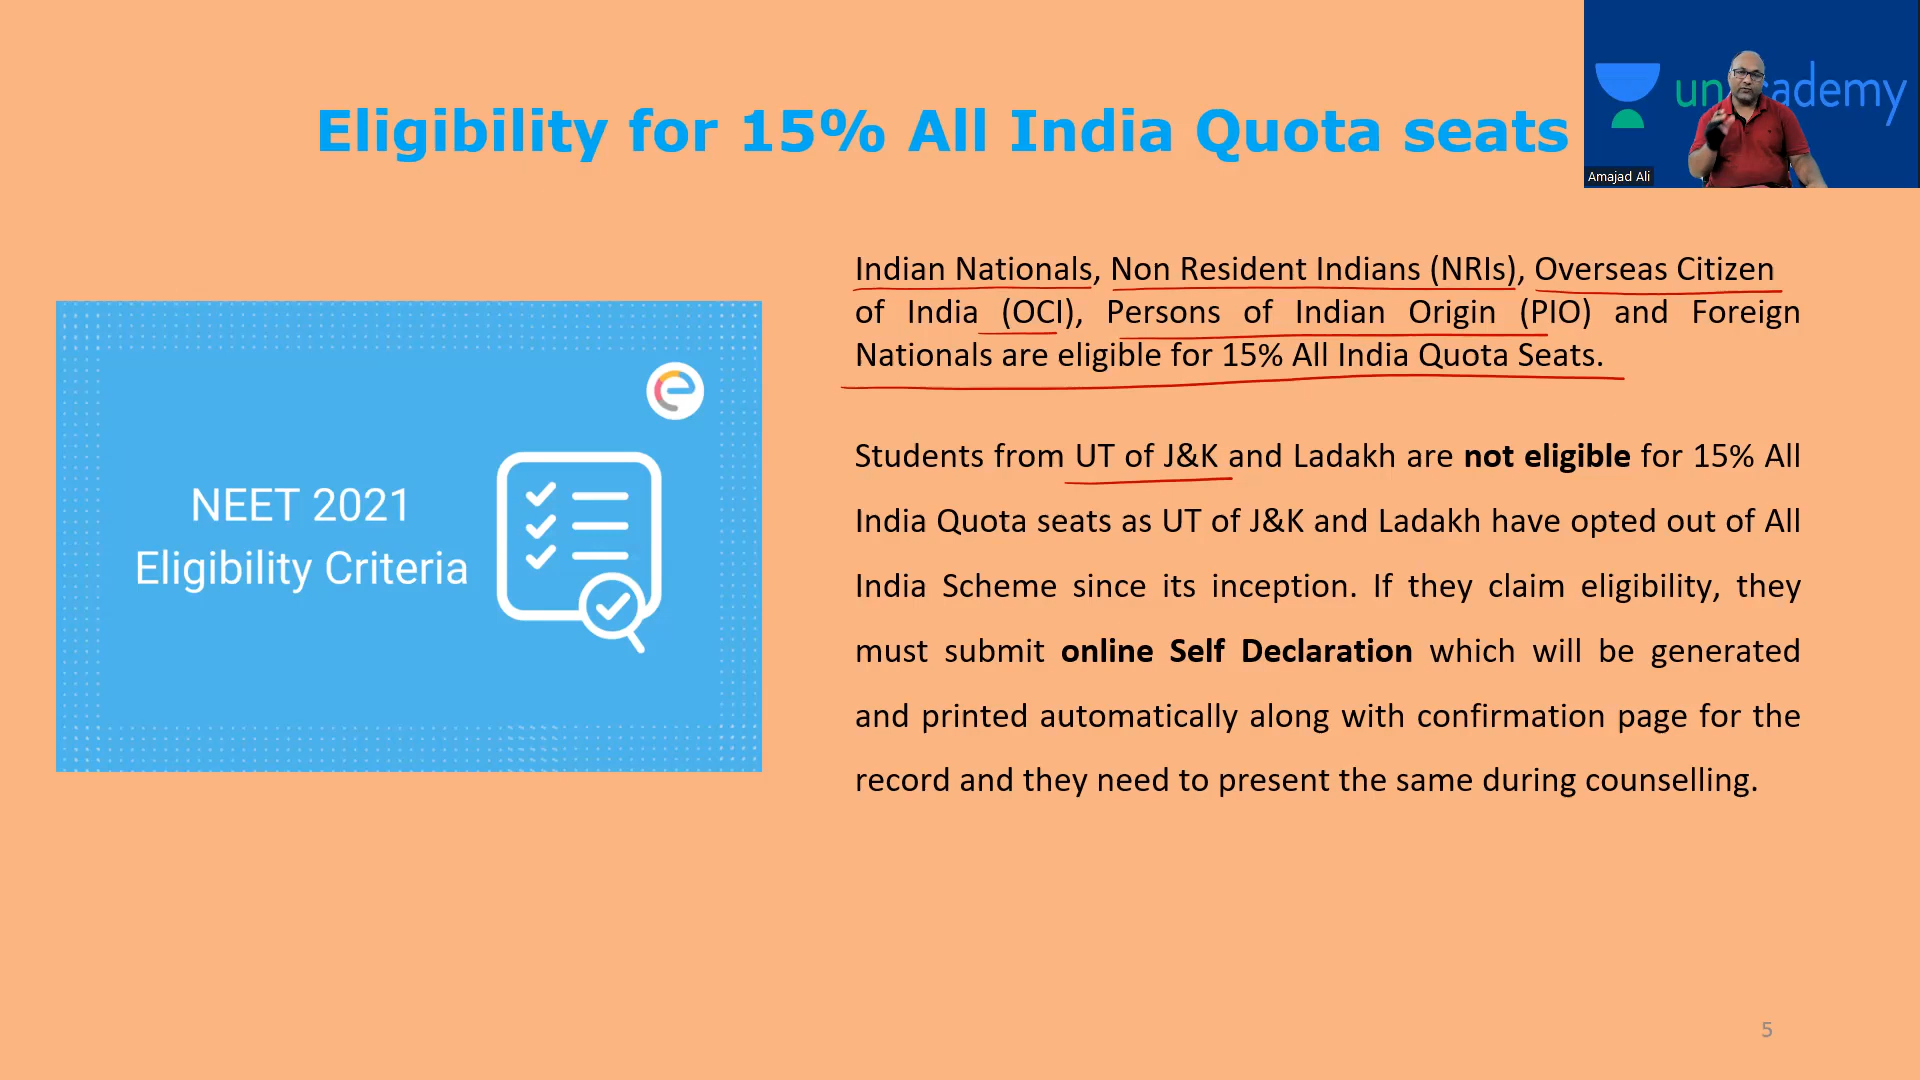 Eligibility for 15% All India Quota seats
unacademy
Amajad Ali
Indian Nationals, Non Resident Indians (NRIs), Overseas Citizen
of India (OCI), Persons of Indian Origin (PIO) and Foreign
Nationals are eligible for 15% All India Quota Seats.
NEET 2021
Eligibility Criteria
Students from UT of J&K and Ladakh are not eligible for 15% All
India Quota seats as UT of J&K and Ladakh have opted out of All
India Scheme since its inception. If they claim eligibility, they
must submit online Self Declaration which will be generated
and printed automatically along with confirmation page for the
record and they need to present the same during counselling.
5